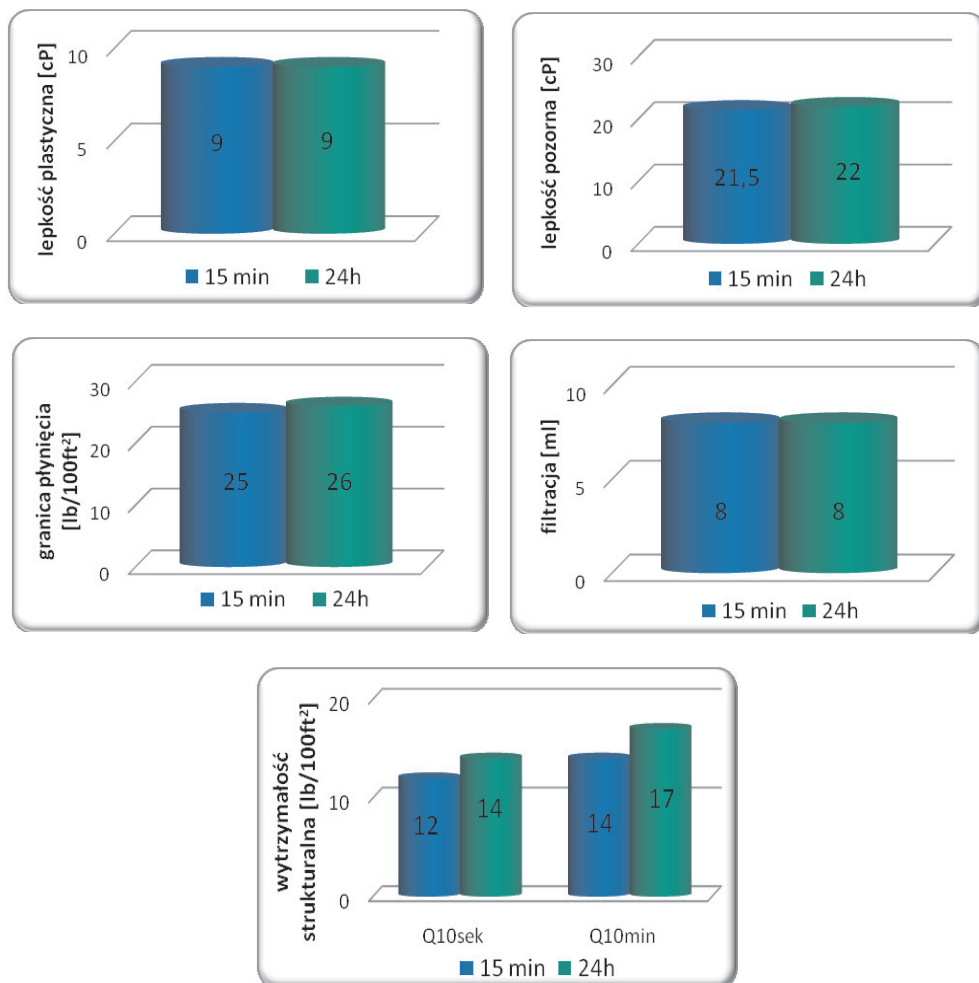 lepkość plastyczna [cP]
10
5
0
9
9
15 min
24h
lepkość pozorna [cP]
30
20
10
0
21,5
22
15 min
24h
granica płynięcia
[lb/100ft²]
30
20
10
0
25
26
15 min
24h
filtracja [ml]
10
5
0
8
8
15 min
24h
wytrzymałość
strukturalna [lb/100ft²]
20
10
0
12
14
14
17
Q10sek
Q10min
15 min
24h